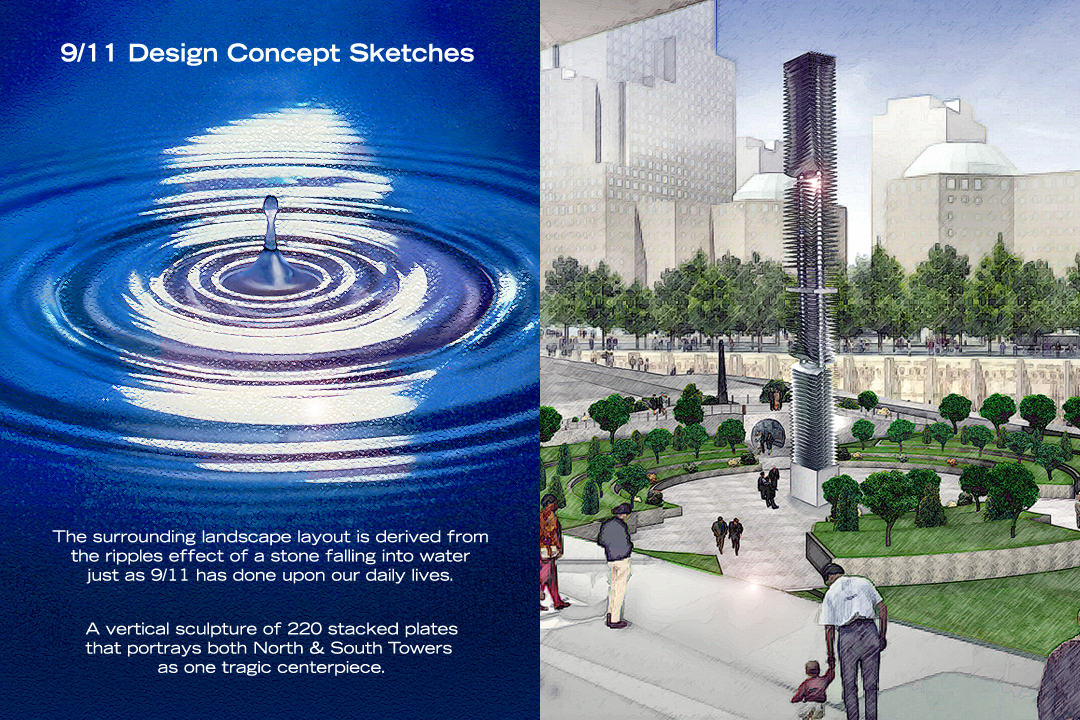 9/11 Design Concept Sketches
The surrounding landscape layout is derived from
the ripples effect of a stone falling into water
just as 9/11 has done upon our daily lives.
A vertical sculpture of 220 stacked plates
that portrays both North & South Towers
as one tragic centerpiece.